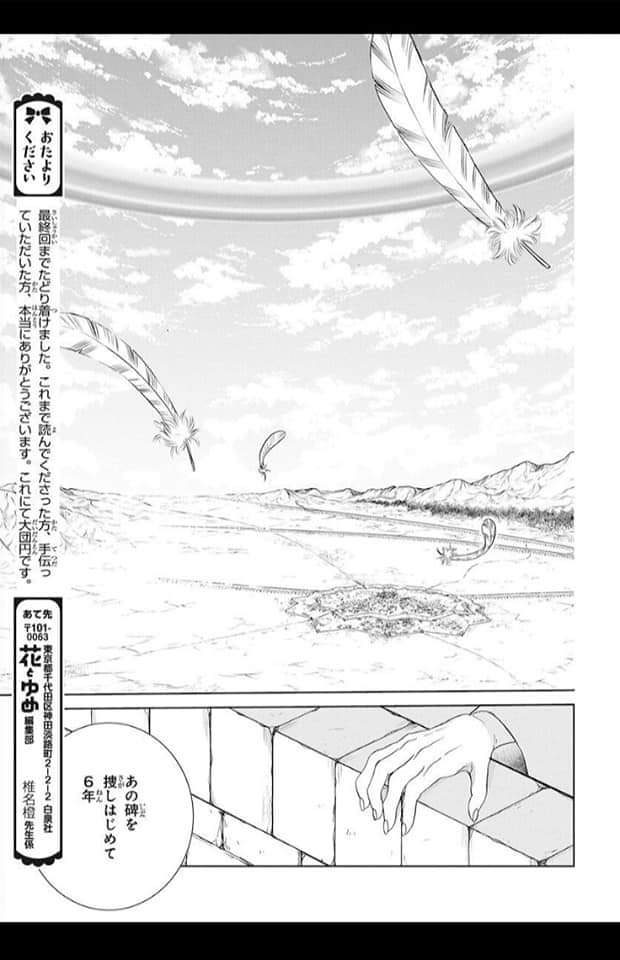 おたより
ください
最終回までたどり着けました。これまで読んでくださった方、手伝っ
ていただいた方、本当にありがとうございます。これにて大団円です。
あて先
〒101-
0063
東京都千代田区神田淡路町2-2-2 白泉社
花とゆめ編集部
椎名橙先生係
あの碑を
捜しはじめて
6年